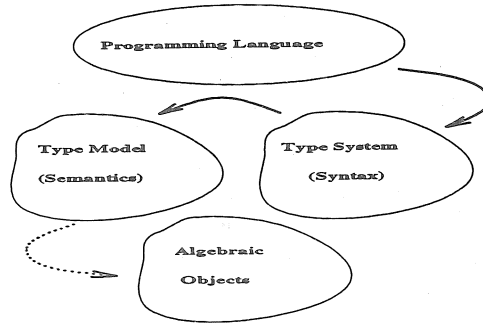 Programming Language
Type Model
(Semantics)
Type System
(Syntax)
Algebraic
Objects